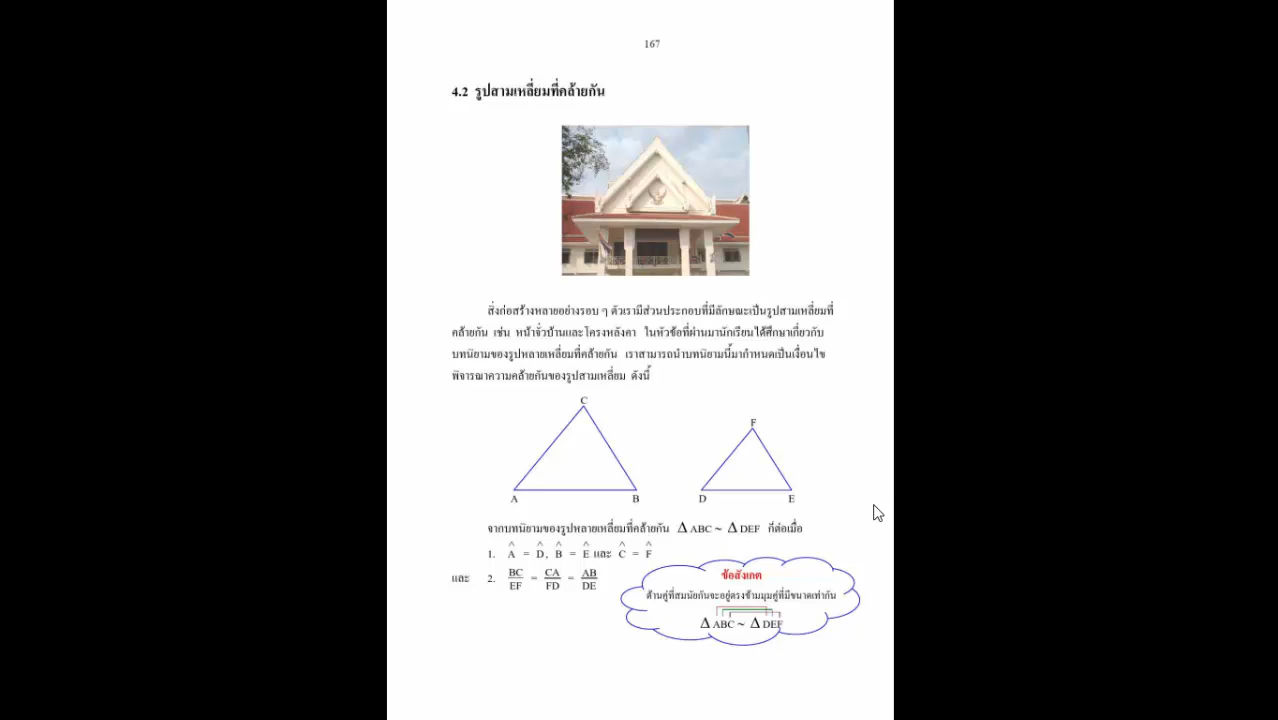 167
4.2 รูปสามเหลี่ยมที่คล้ายกัน
สิ่งก่อสร้างหลายอย่างรอบ ๆ ตัวเรามีส่วนประกอบที่มีลักษณะเป็นรูปสามเหลี่ยมที่
คล้ายกัน เช่น หน้าจั่วบ้านและโครงหลังคา ในหัวข้อที่ผ่านมานักเรียนได้ศึกษาเกี่ยวกับ
บทนิยามของรูปหลายเหลี่ยมที่คล้ายกัน เราสามารถนำบทนิยามนี้มากำหนดเป็นเงื่อนไข
พิจารณาความคล้ายกันของรูปสามเหลี่ยม ดังนี้
C
F
A B D E
จากบทนิยามของรูปหลายเหลี่ยมที่คล้ายกัน Δ ABC ~ Δ DEF ก็ต่อเมื่อ
1. Â = D̂, B̂ = Ê และ Ĉ = F̂
และ 2. BC/EF = CA/FD = AB/DE
ข้อสังเกต
ด้านคู่ที่สมนัยกันจะอยู่ตรงข้ามมุมคู่ที่มีขนาดเท่ากัน
Δ ABC ~ Δ DEF